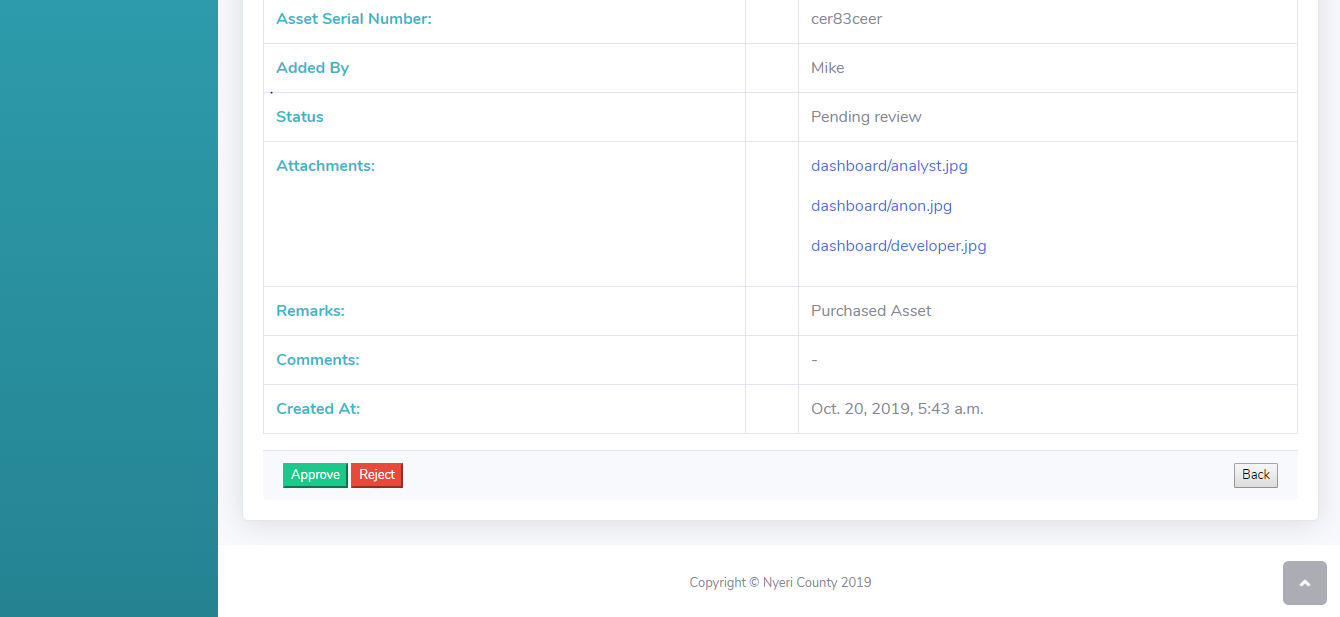 Asset Serial Number: cer83ceer
Added By Mike
Status Pending review
Attachments: dashboard/analyst.jpg
dashboard/anon.jpg
dashboard/developer.jpg
Remarks: Purchased Asset
Comments: -
Created At: Oct. 20, 2019, 5:43 a.m.
Approve Reject Back
Copyright © Nyeri County 2019